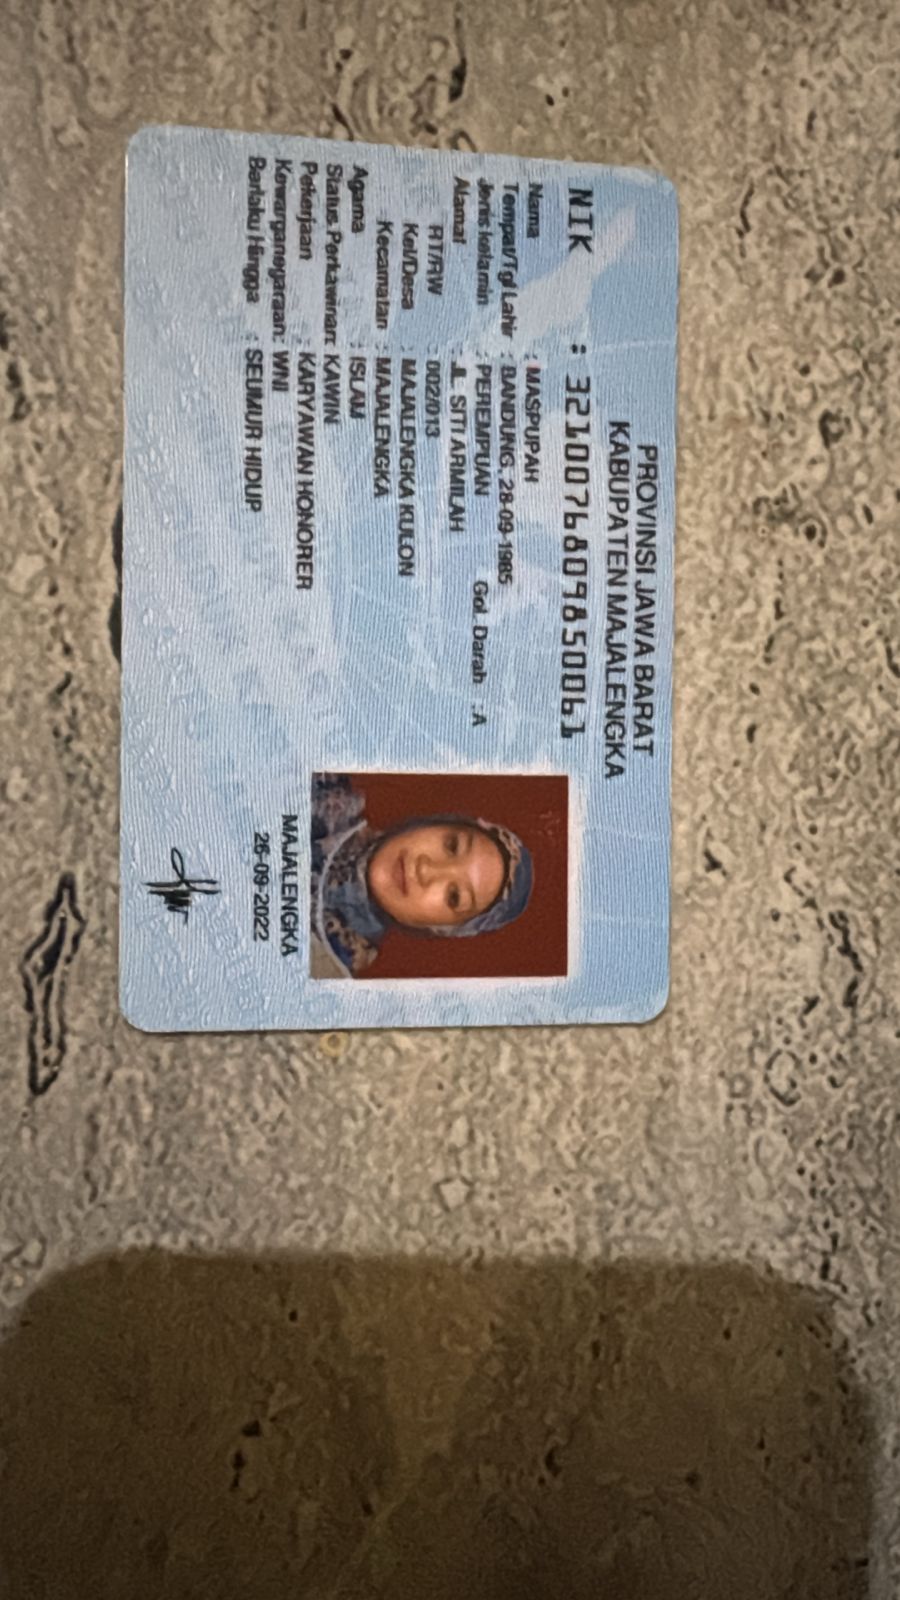 PROVINSI JAWA BARAT
KABUPATEN MAJALENGKA
NIK : 3210076809850061
Nama : MASPUPAH
Tempat/Tgl Lahir : BANDUNG, 28-09-1985
Jenis kelamin : PEREMPUAN Gol. Darah : A
Alamat : JL. SITI ARMILAH
RT/RW : 002/013
Kel/Desa : MAJALENGKA KULON
Kecamatan : MAJALENGKA
Agama : ISLAM
Status Perkawinan: KAWIN
Pekerjaan : KARYAWAN HONORER
Kewarganegaraan: WNI
Berlaku Hingga : SEUMUR HIDUP
MAJALENGKA
26-09-2022